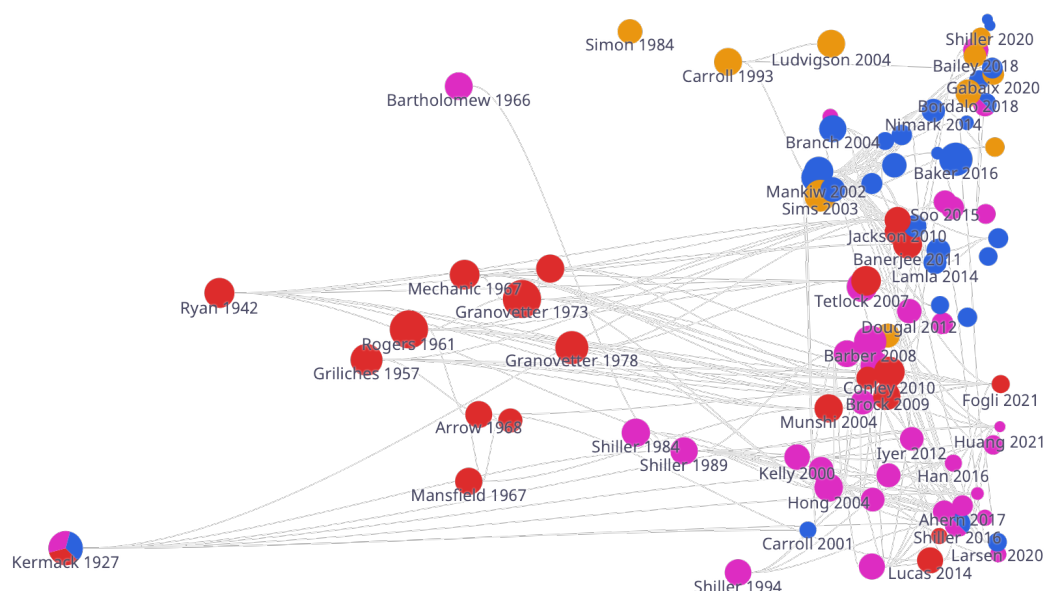 Shiller 2020
Simon 1984
Ludvigson 2004
Bailey 2018
Carroll 1993
Gabaix 2020
Bartholomew 1966
Bordalo 2018
Nimark 2014
Branch 2004
Baker 2016
Mankiw 2002
Sims 2003
Soo 2015
Jackson 2010
Banerjee 2011
Lamla 2014
Mechanic 1967
Tetlock 2007
Ryan 1942
Granovetter 1973
Dougal 2012
Rogers 1961
Barber 2008
Granovetter 1978
Griliches 1957
Conley 2010
Fogli 2021
Brock 2009
Munshi 2004
Arrow 1968
Huang 2021
Shiller 1984
Iyer 2012
Shiller 1989
Kelly 2000
Han 2016
Mansfield 1967
Hong 2004
Ahern 2017
Shiller 2016
Carroll 2001
Larsen 2020
Kermack 1927
Lucas 2014
Shiller 1994